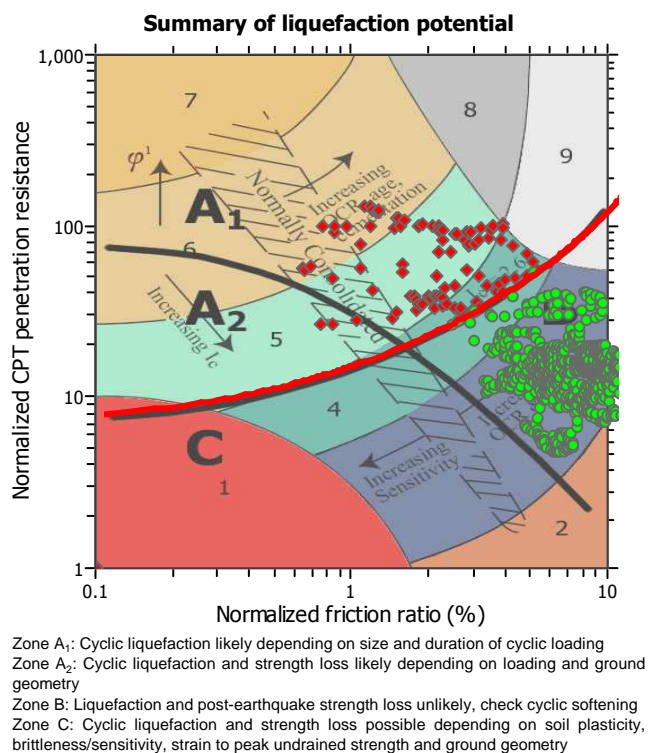 Summary of liquefaction potential
Normalized CPT penetration resistance
1,000
100
10
1
7
8
9
φ¹
A₁
Increasing
OCR, age,
cementation
Normally Consolidated
6
A₂
Increasing Ic
5
4
Increasing
Sensitivity
C
1
2
0.1
1
10
Normalized friction ratio (%)
Zone A₁: Cyclic liquefaction likely depending on size and duration of cyclic loading
Zone A₂: Cyclic liquefaction and strength loss likely depending on loading and ground
geometry
Zone B: Liquefaction and post-earthquake strength loss unlikely, check cyclic softening
Zone C: Cyclic liquefaction and strength loss possible depending on soil plasticity,
brittleness/sensitivity, strain to peak undrained strength and ground geometry